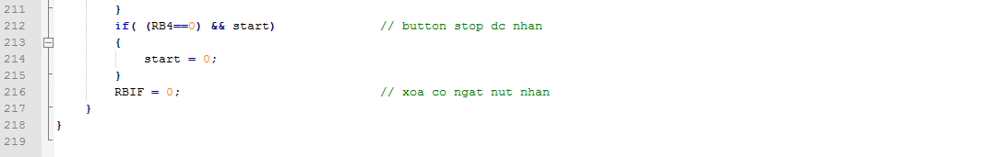 211 }
212 if( (RB4==0) && start) // button stop dc nhan
213 {
214 start = 0;
215 }
216 RBIF = 0; // xoa co ngat nut nhan
217 }
218 }
219